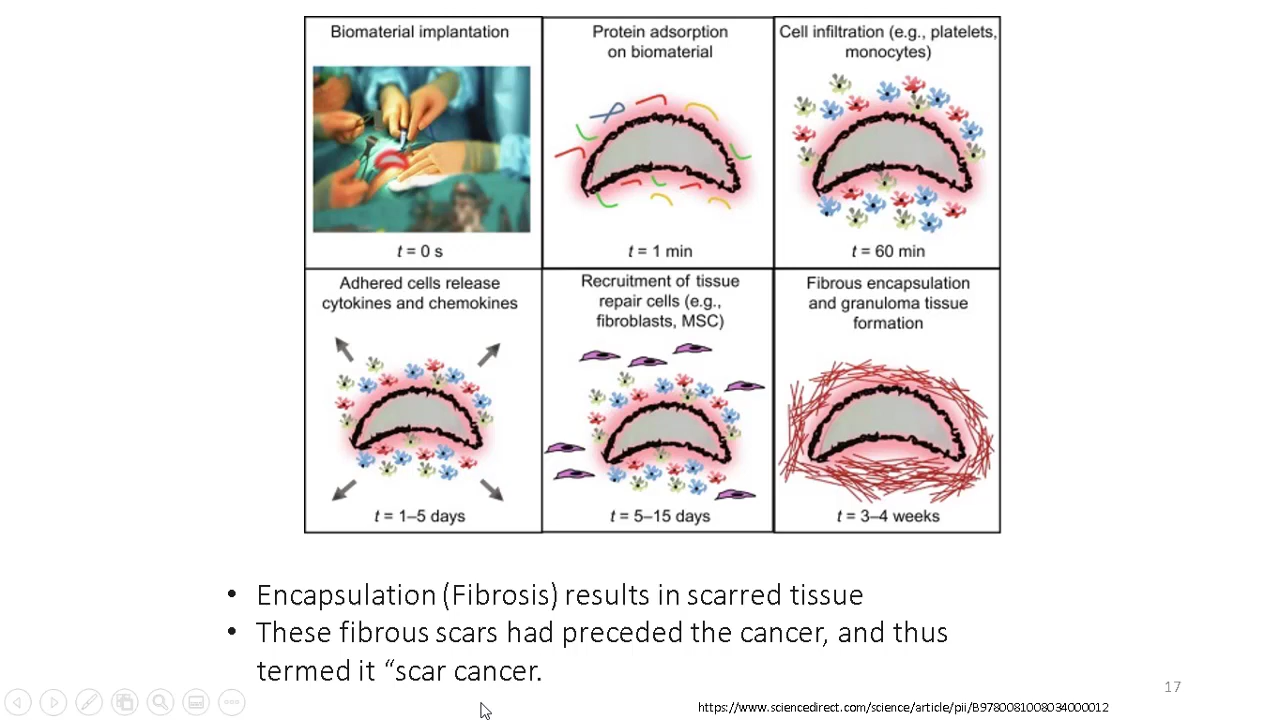 Biomaterial implantation
t = 0 s
Protein adsorption
on biomaterial
t = 1 min
Cell infiltration (e.g., platelets,
monocytes)
t = 60 min
Adhered cells release
cytokines and chemokines
t = 1–5 days
Recruitment of tissue
repair cells (e.g.,
fibroblasts, MSC)
t = 5–15 days
Fibrous encapsulation
and granuloma tissue
formation
t = 3–4 weeks
• Encapsulation (Fibrosis) results in scarred tissue
• These fibrous scars had preceded the cancer, and thus
termed it “scar cancer.
17
https://www.sciencedirect.com/science/article/pii/B9780081008034000012